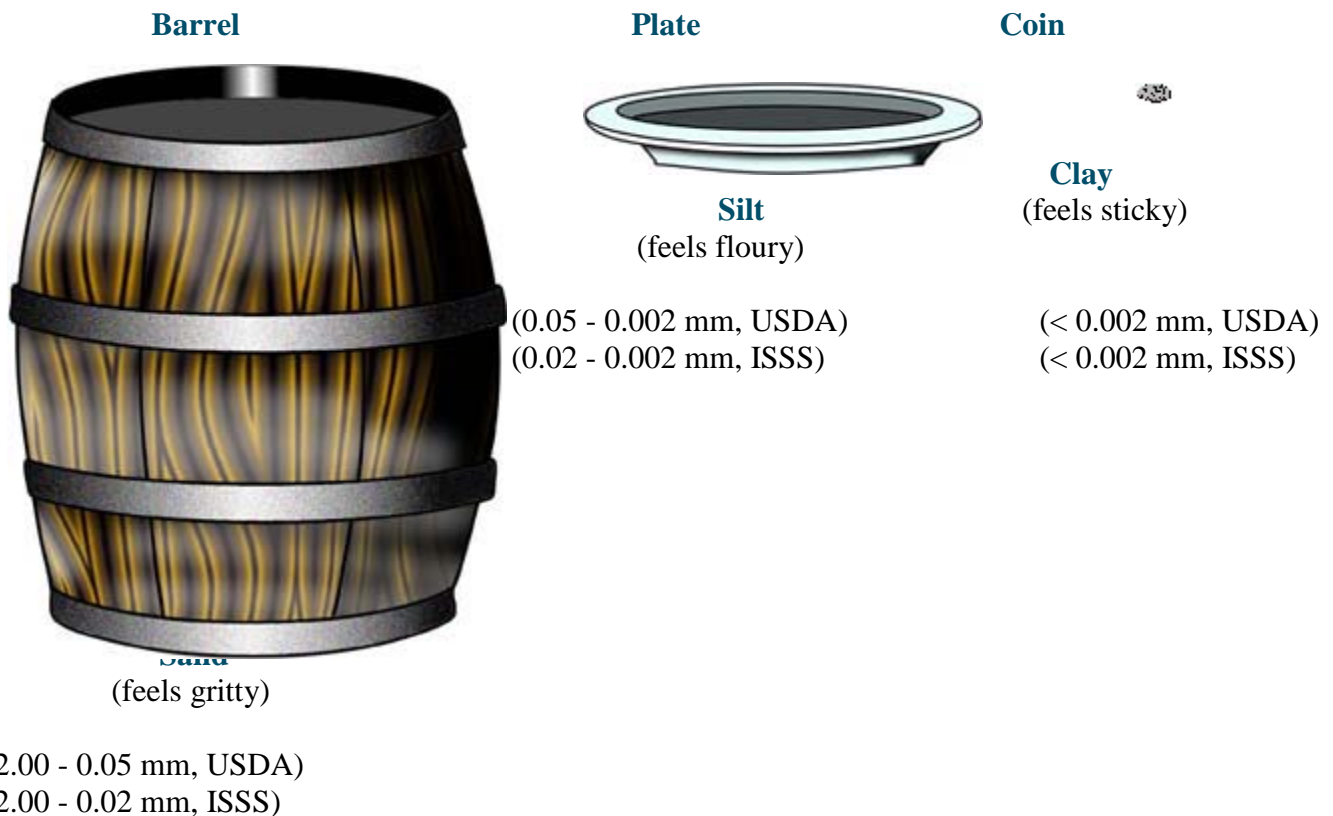 Barrel Plate Coin
Clay
(feels sticky)
Silt
(feels floury)
(0.05 - 0.002 mm, USDA) (< 0.002 mm, USDA)
(0.02 - 0.002 mm, ISSS) (< 0.002 mm, ISSS)
Sand
(feels gritty)
2.00 - 0.05 mm, USDA)
2.00 - 0.02 mm, ISSS)